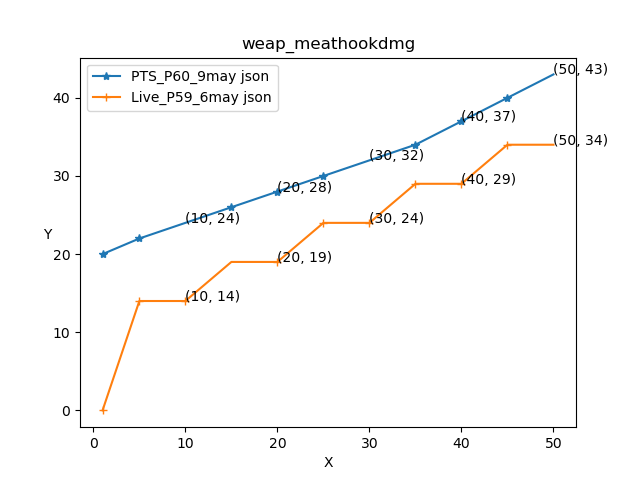 weap_meathookdmg
PTS_P60_9may json
Live_P59_6may json
(50, 43)
(40, 37)
(30, 32)
(20, 28)
(10, 24)
(50, 34)
(40, 29)
(30, 24)
(20, 19)
(10, 14)
Y
40
30
20
10
0
0 10 20 30 40 50
X